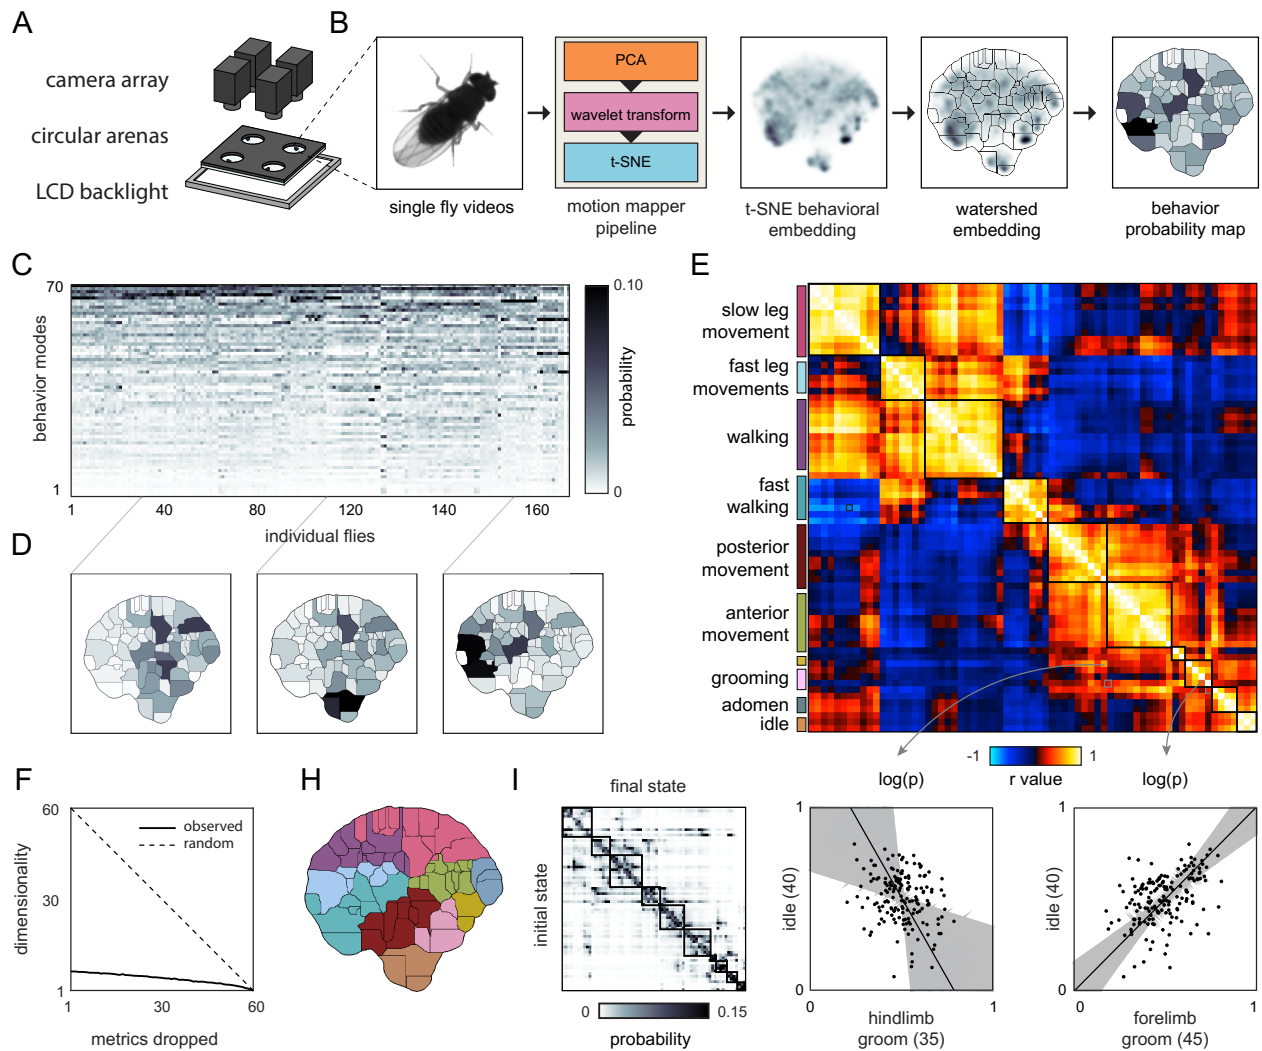 A
camera array
circular arenas
LCD backlight
B
single fly videos
PCA
wavelet transform
t-SNE
motion mapper
pipeline
t-SNE behavioral
embedding
watershed
embedding
behavior
probability map
C
70
behavior modes
1
1
40
80
120
160
individual flies
0.10
probability
0
D
E
slow leg
movement
fast leg
movements
walking
fast
walking
posterior
movement
anterior
movement
grooming
adomen
idle
log(p)
-1
1
r value
log(p)
F
60
dimensionality
30
1
observed
random
1
30
60
metrics dropped
H
I
final state
initial state
0
0.15
probability
1
idle (40)
0
0
1
hindlimb
groom (35)
1
idle (40)
0
0
1
forelimb
groom (45)